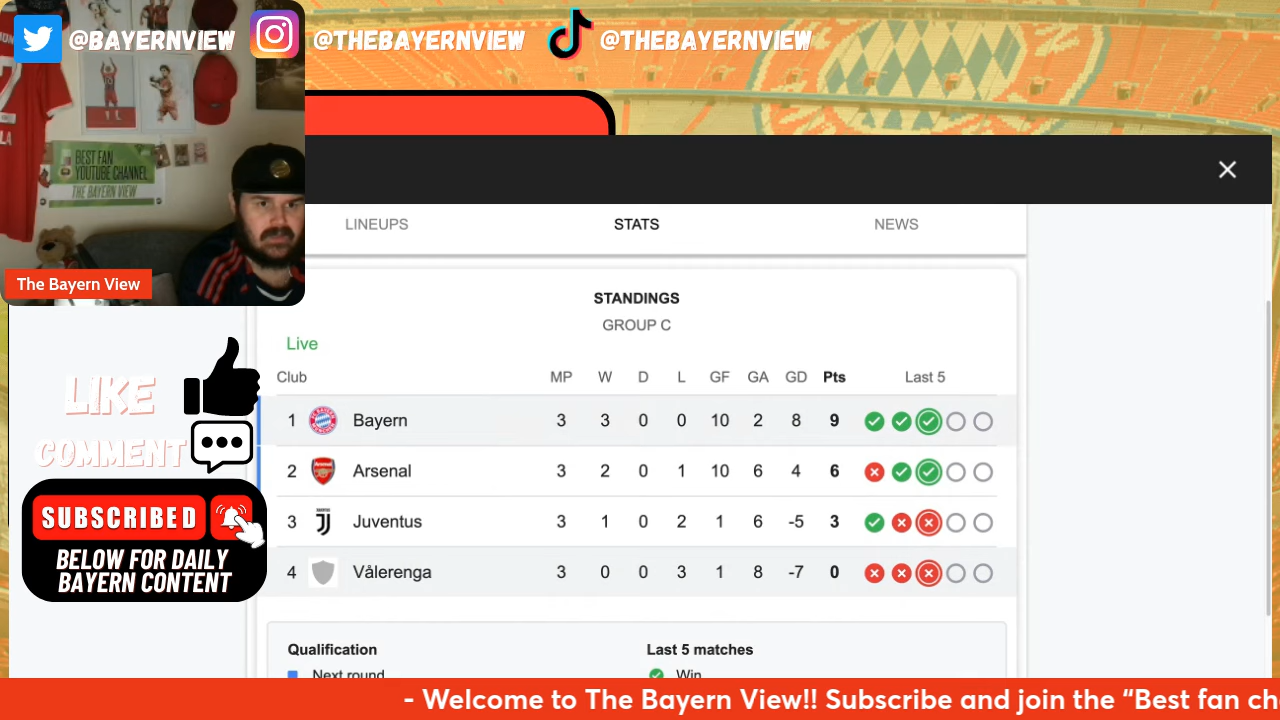 @BAYERNVIEW @THEBAYERNVIEW @THEBAYERNVIEW
BEST FAN
YOUTUBE CHANNEL
THE BAYERN VIEW
The Bayern View
LINEUPS STATS NEWS
STANDINGS
GROUP C
Live
Club MP W D L GF GA GD Pts Last 5
1 Bayern 3 3 0 0 10 2 8 9
2 Arsenal 3 2 0 1 10 6 4 6
3 Juventus 3 1 0 2 1 6 -5 3
4 Vålerenga 3 0 0 3 1 8 -7 0
Qualification Last 5 matches
Next round Win
LIKE
COMMENT
SUBSCRIBED
BELOW FOR DAILY
BAYERN CONTENT
- Welcome to The Bayern View!! Subscribe and join the “Best fan ch